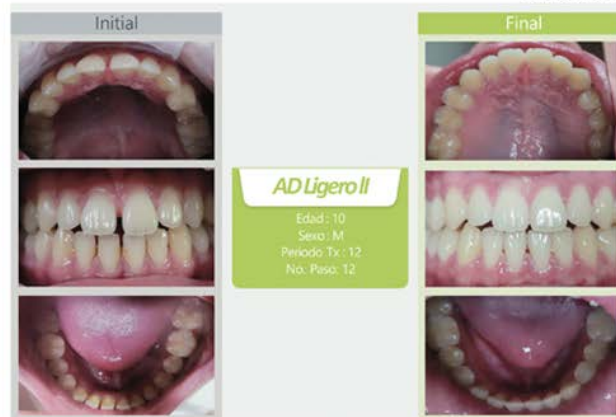 Initial
Final
AD Ligero II
Edad : 10
Sexo : M
Periodo Tx : 12
No. Paso: 12